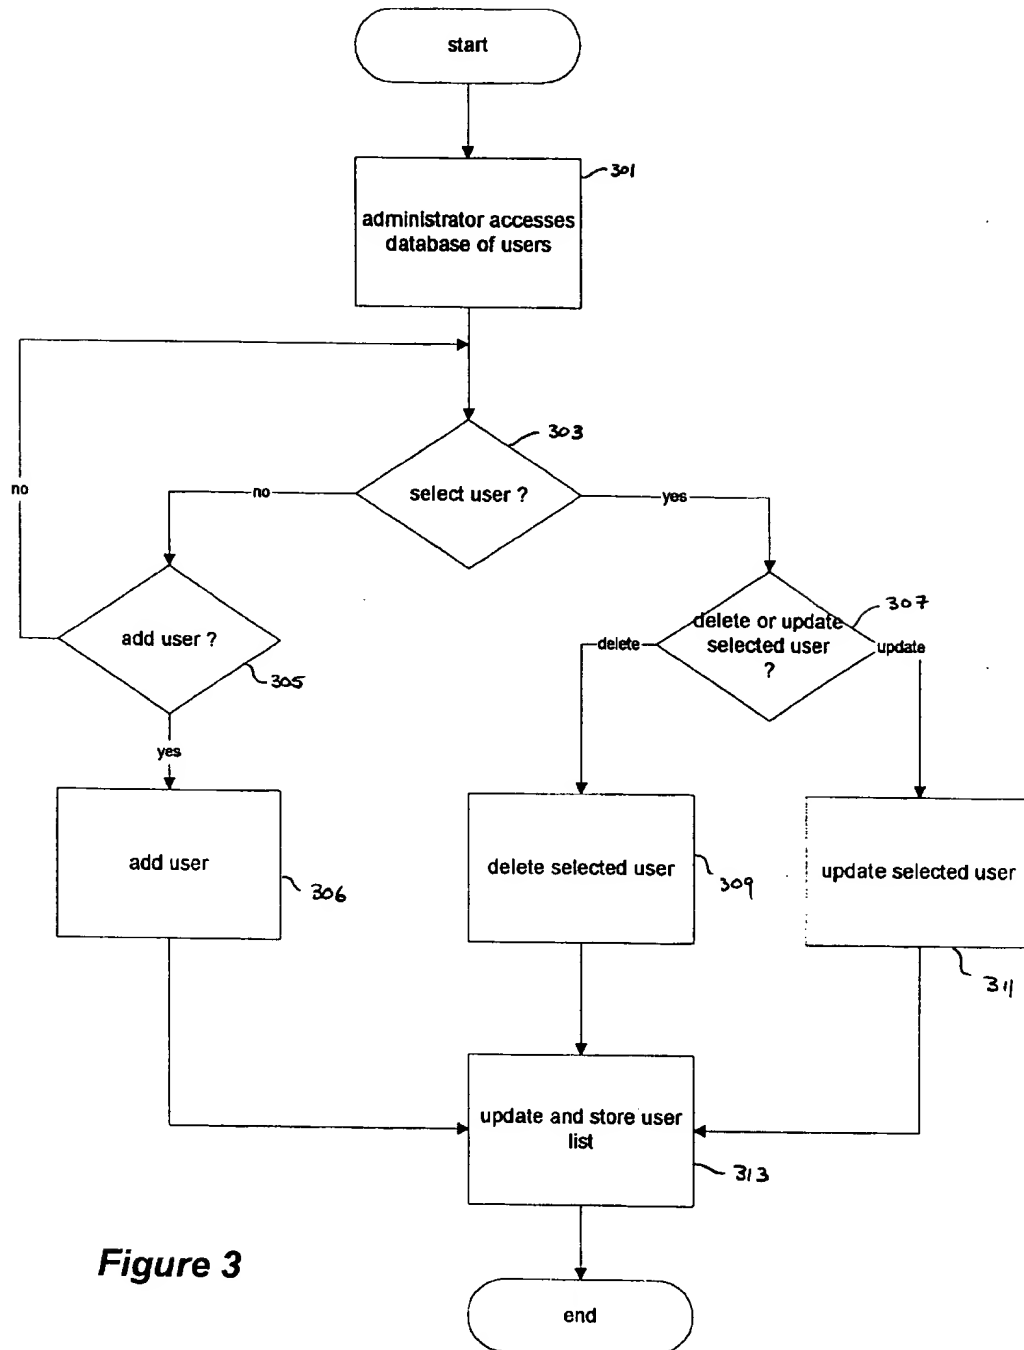 start
301
administrator accesses
database of users
303
select user ?
no
no
yes
add user ?
305
307
delete or update
selected user
?
delete
update
yes
add user
306
delete selected user
309
update selected user
311
update and store user
list
313
Figure 3
end